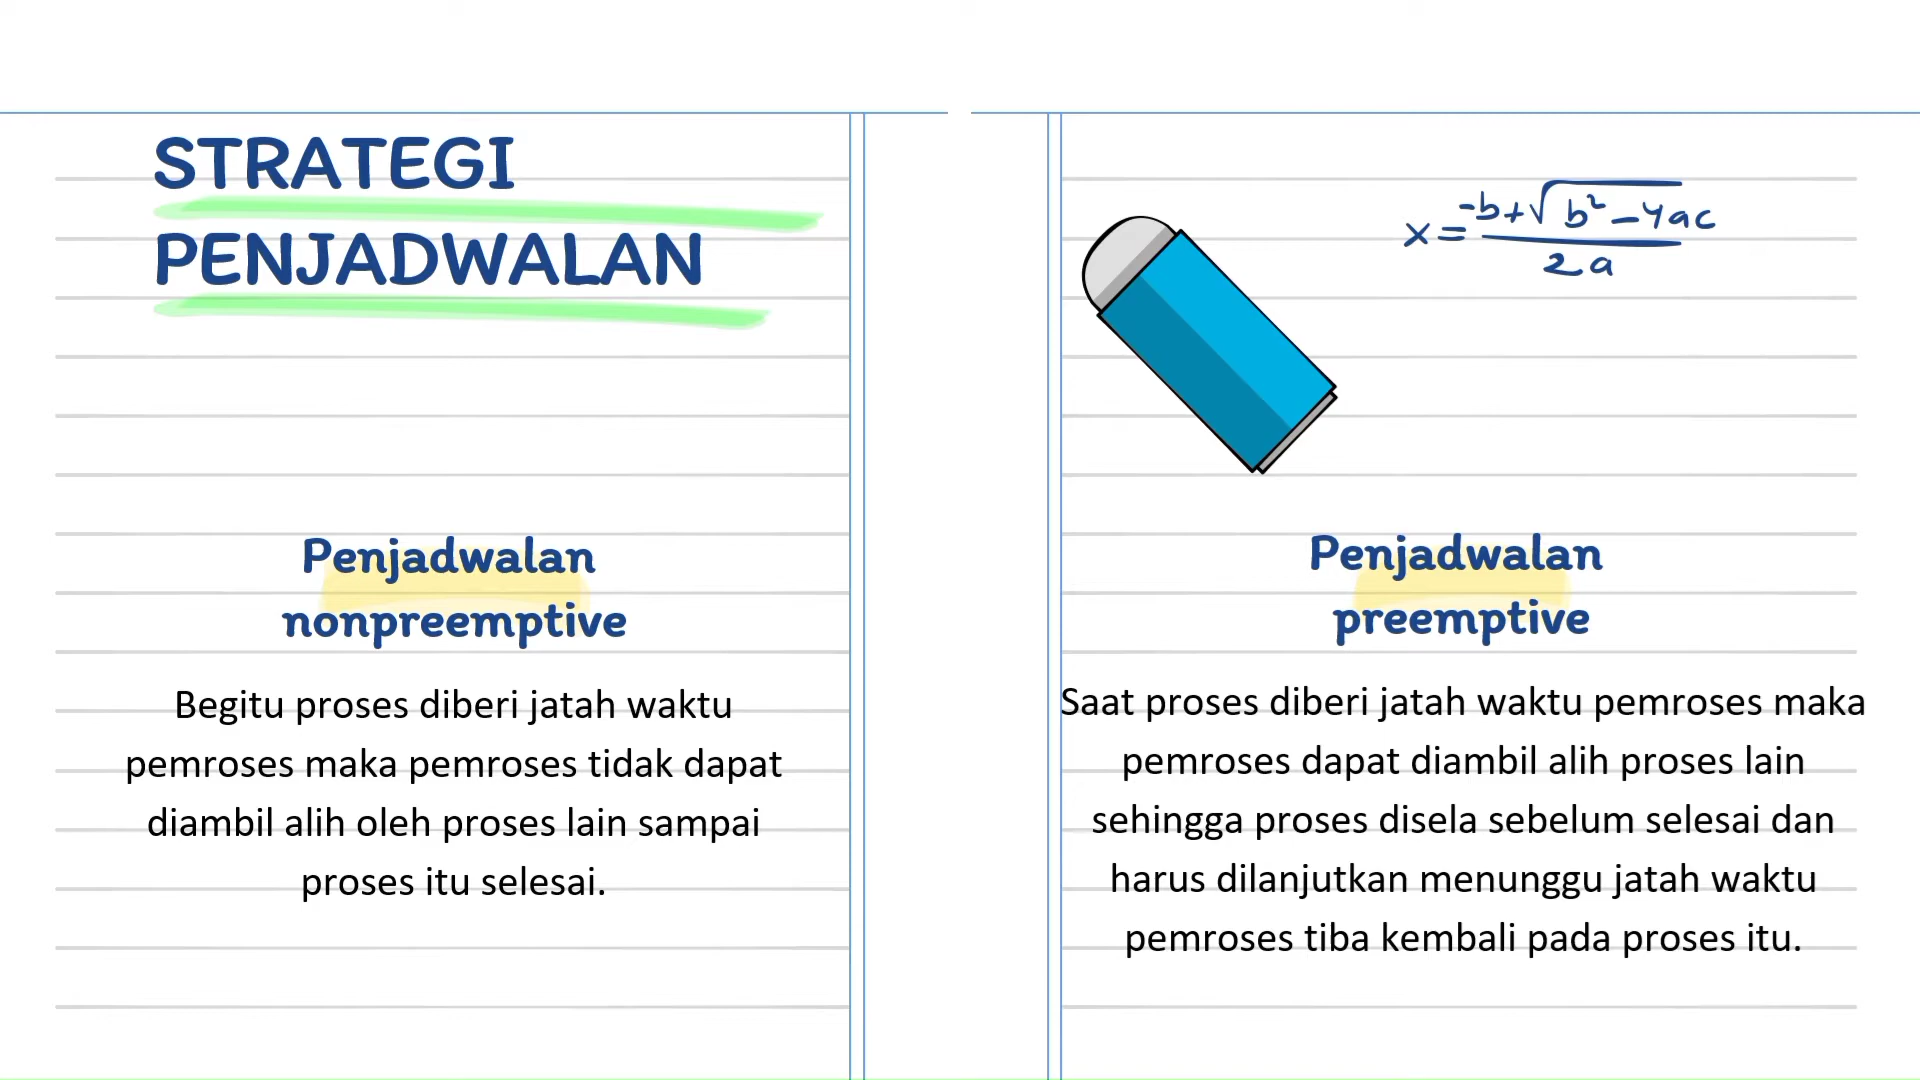 STRATEGI
PENJADWALAN
x = -b+√b²-4ac
2a
Penjadwalan
nonpreemptive
Begitu proses diberi jatah waktu
pemroses maka pemroses tidak dapat
diambil alih oleh proses lain sampai
proses itu selesai.
Penjadwalan
preemptive
Saat proses diberi jatah waktu pemroses maka
pemroses dapat diambil alih proses lain
sehingga proses disela sebelum selesai dan
harus dilanjutkan menunggu jatah waktu
pemroses tiba kembali pada proses itu.